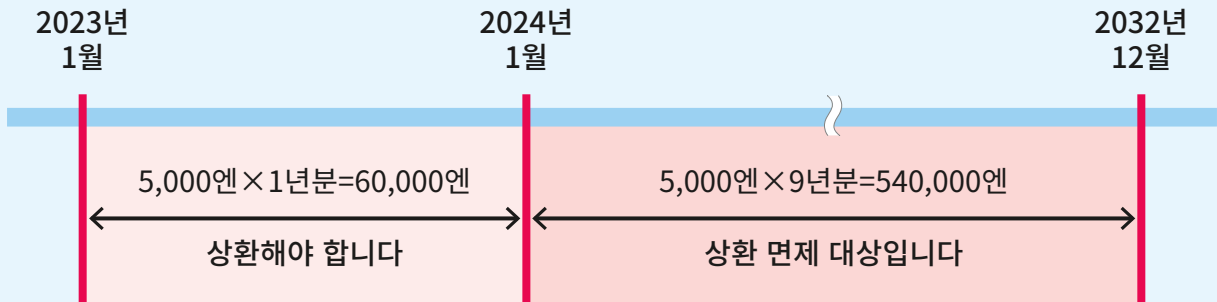 2023년
1월
2024년
1월
2032년
12월
5,000엔×1년분=60,000엔
상환해야 합니다
5,000엔×9년분=540,000엔
상환 면제 대상입니다